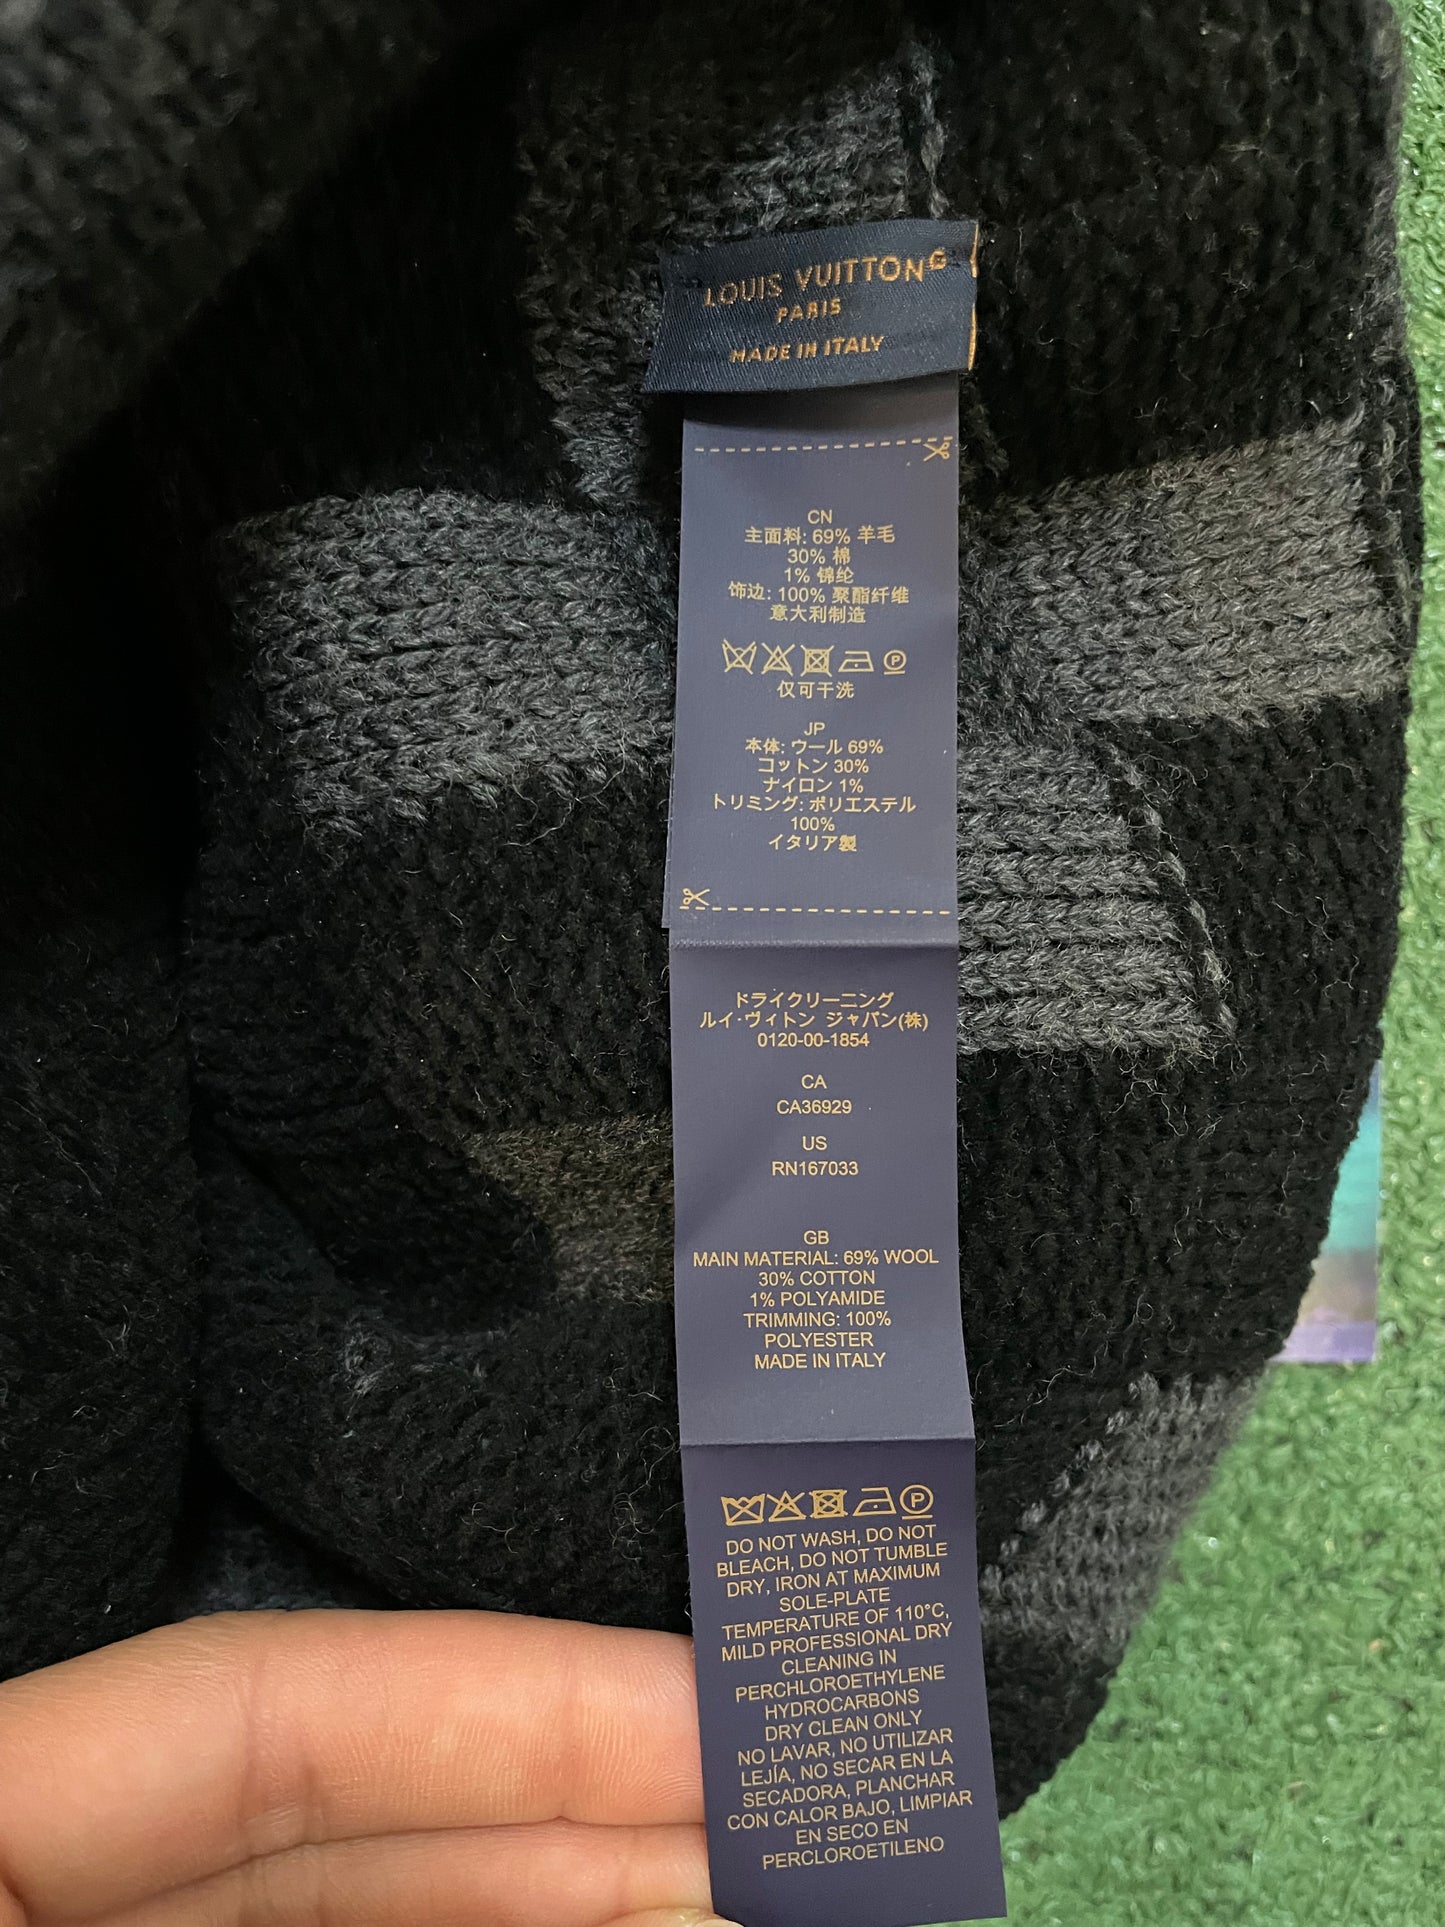 LOUIS VUITTON
PARIS
MADE IN ITALY
CN
主面料: 69% 羊毛
30% 棉
1% 锦纶
饰边: 100% 聚酯纤维
意大利制造
P
仅可干洗
JP
本体: ウール 69%
コットン 30%
ナイロン 1%
トリミング: ポリエステル
100%
イタリア製
ドライクリーニング
ルイ·ヴィトン ジャパン(株)
0120-00-1854
CA
CA36929
US
RN167033
GB
MAIN MATERIAL: 69% WOOL
30% COTTON
1% POLYAMIDE
TRIMMING: 100%
POLYESTER
MADE IN ITALY
P
DO NOT WASH, DO NOT
BLEACH, DO NOT TUMBLE
DRY, IRON AT MAXIMUM
SOLE-PLATE
TEMPERATURE OF 110°C,
MILD PROFESSIONAL DRY
CLEANING IN
PERCHLOROETHYLENE
HYDROCARBONS
DRY CLEAN ONLY
NO LAVAR, NO UTILIZAR
LEJÍA, NO SECAR EN LA
SECADORA, PLANCHAR
CON CALOR BAJO, LIMPIAR
EN SECO EN
PERCLOROETILENO